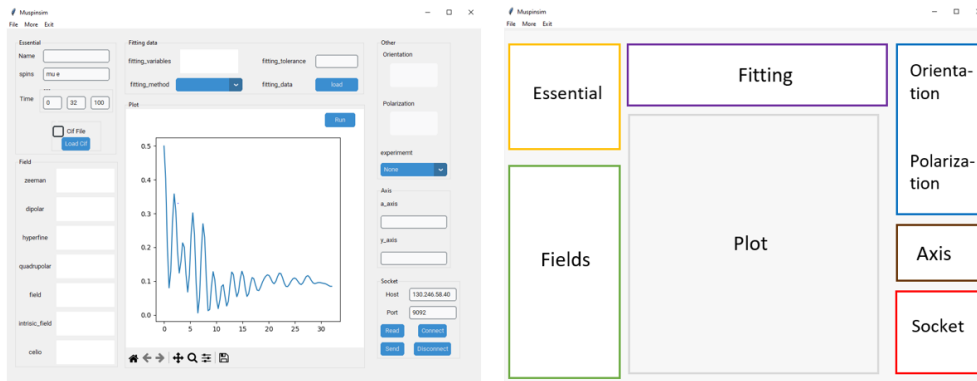 Muspinsim
File More Exit
Essential
Name
spins mu e
Time 0 32 100
Cif File
Load Cif
Field
zeeman
dipolar
hyperfine
quadrupolar
field
intrisic_field
celio
Fitting data
fitting_variables
fitting_tolerance
fitting_method
fitting_data load
Plot
Run
0.5
0.4
0.3
0.2
0.1
0.0
0 5 10 15 20 25 30
Other
Orientation
Polarization
experimemt
None
Axis
a_axis
y_axis
Socket
Host 130.246.58.40
Port 9092
Read Connect
Send Disconnect
Muspinsim
File More Exit
Essential
Fitting
Orienta-
tion
Polariza-
tion
Fields
Plot
Axis
Socket